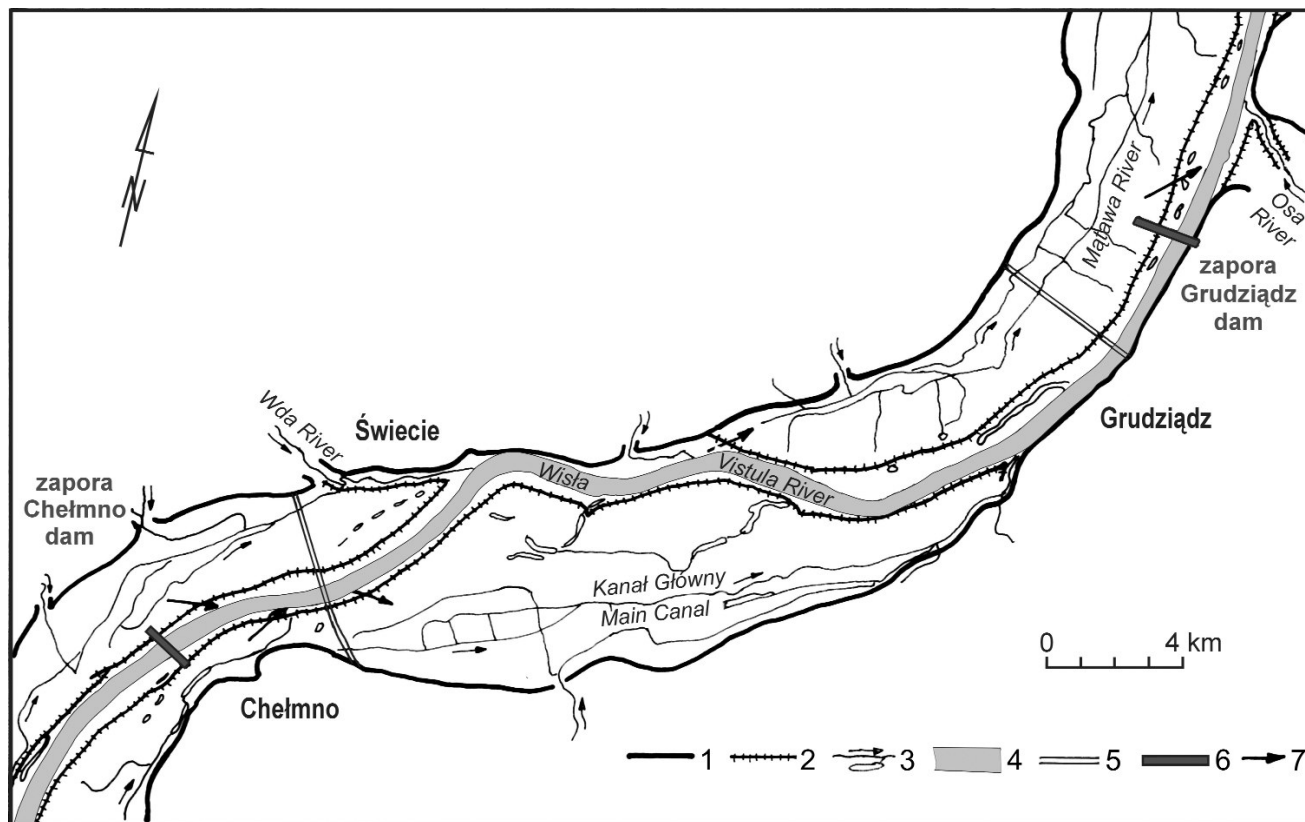 N
Mątawa River
Osa
River
zapora
Grudziądz
dam
Grudziądz
Wda River
Świecie
Wisła
Vistula River
zapora
Chełmno
dam
Kanał Główny
Main Canal
Chełmno
0 4 km
1 2 3 4 5 6 7